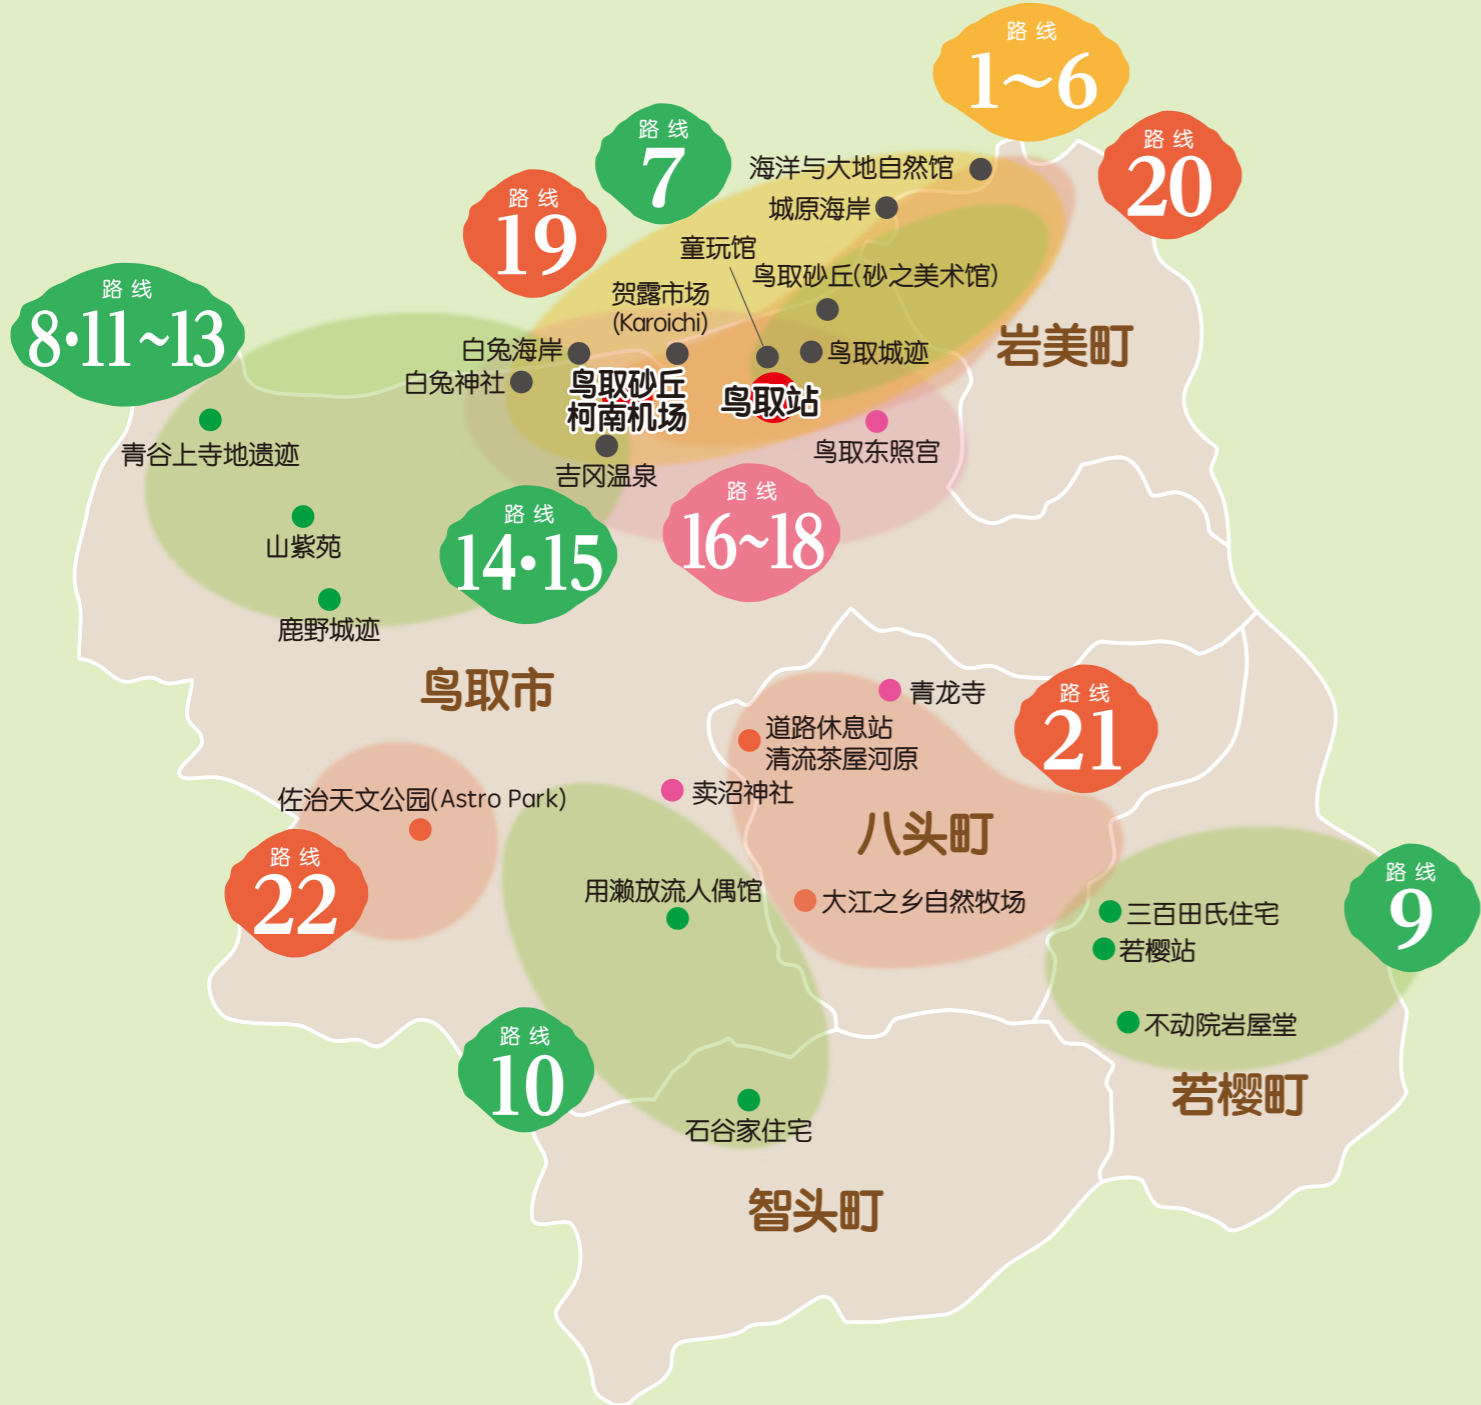 路线
1～6
路线
20
路线
7
路线
19
路线
8·11~13
海洋与大地自然馆
城原海岸
童玩馆
鸟取砂丘(砂之美术馆)
贺露市场
(Karoichi)
白兔海岸
白兔神社
鸟取砂丘
柯南机场
鸟取城迹
鸟取站
岩美町
鸟取东照宫
吉冈温泉
青谷上寺地遗迹
山紫苑
鹿野城迹
路线
14·15
路线
16~18
鸟取市
青龙寺
道路休息站
清流茶屋河原
路线
21
卖沼神社
八头町
佐治天文公园(Astro Park)
路线
22
用濑放流人偶馆
大江之乡自然牧场
三百田氏住宅
若樱站
不动院岩屋堂
路线
9
若樱町
路线
10
石谷家住宅
智头町